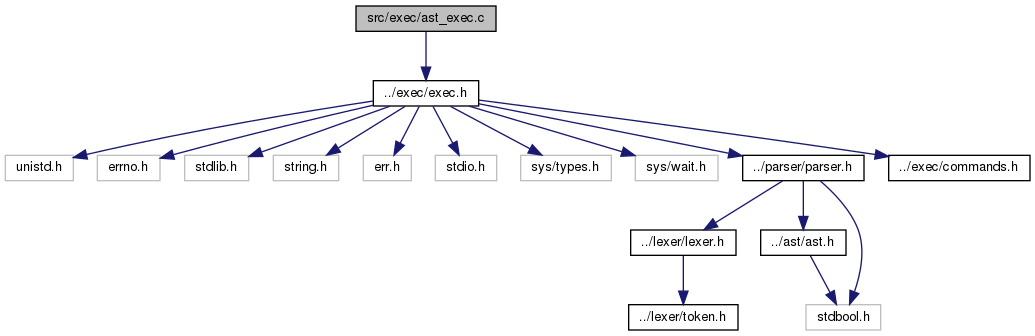 src/exec/ast_exec.c
../exec/exec.h
unistd.h
errno.h
stdlib.h
string.h
err.h
stdio.h
sys/types.h
sys/wait.h
../parser/parser.h
../exec/commands.h
../lexer/lexer.h
../ast/ast.h
../lexer/token.h
stdbool.h